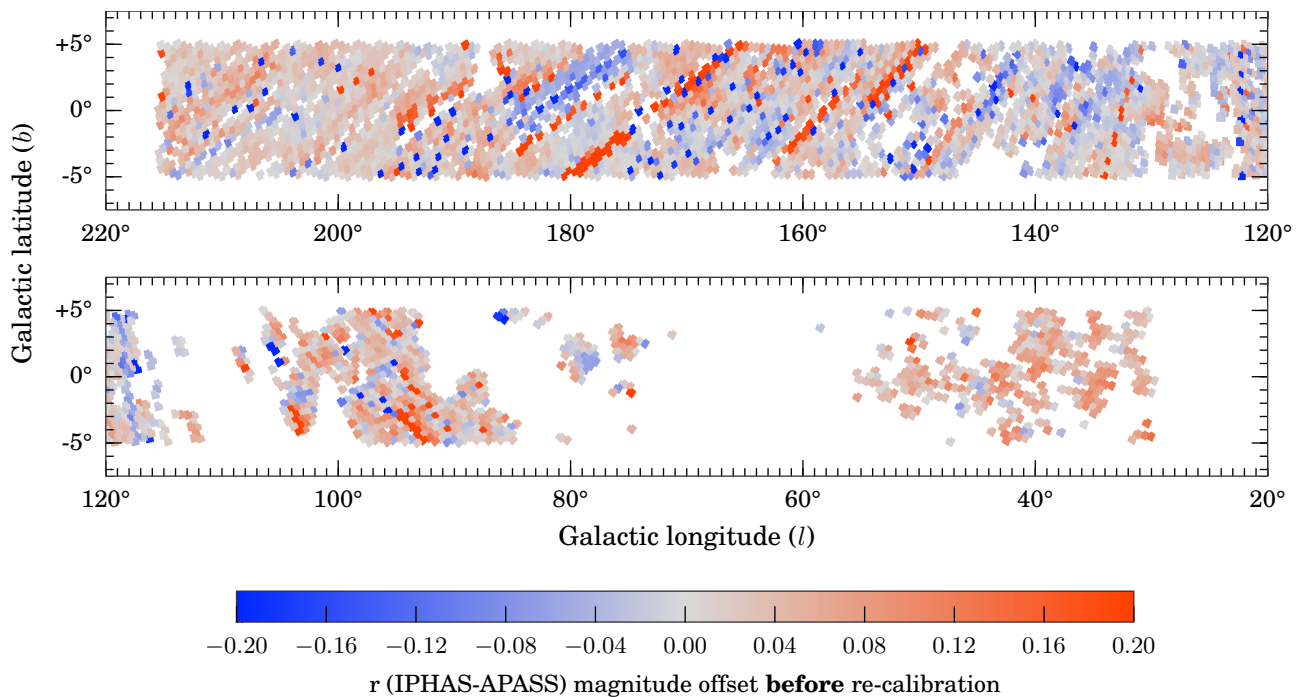 Galactic latitude (b)
+5°
0°
-5°
220° 200° 180° 160° 140° 120°
+5°
0°
-5°
120° 100° 80° 60° 40° 20°
Galactic longitude (l)
−0.20 −0.16 −0.12 −0.08 −0.04 0.00 0.04 0.08 0.12 0.16 0.20
r (IPHAS-APASS) magnitude offset before re-calibration